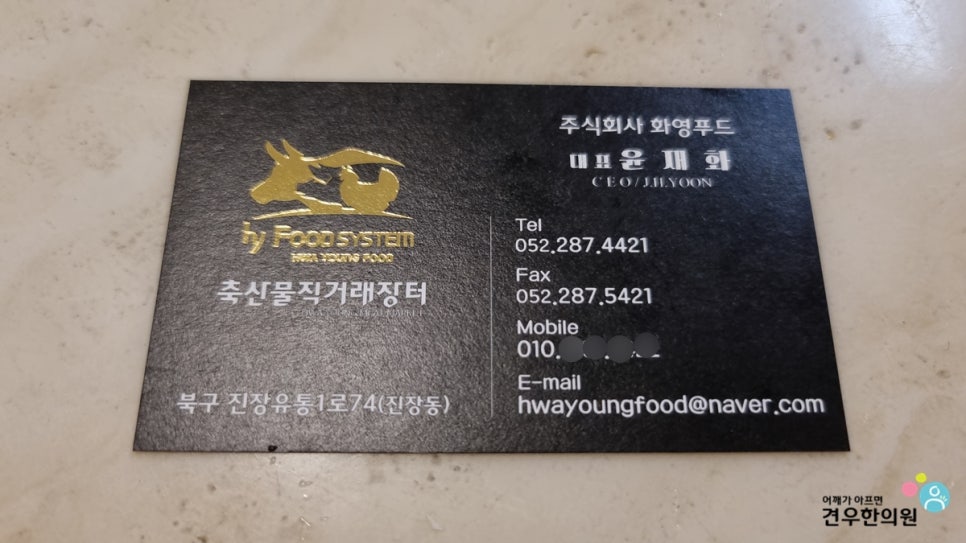 hy FOOD SYSTEM
HWA YOUNG FOOD
축산물직거래장터
북구 진장유통1로74(진장동)
주식회사 화영푸드
대표 윤재화
CEO/J.H.YOON
Tel
052.287.4421
Fax
052.287.5421
Mobile
010.
E-mail
hwayoungfood@naver.com
어깨가 아프면
견우한의원